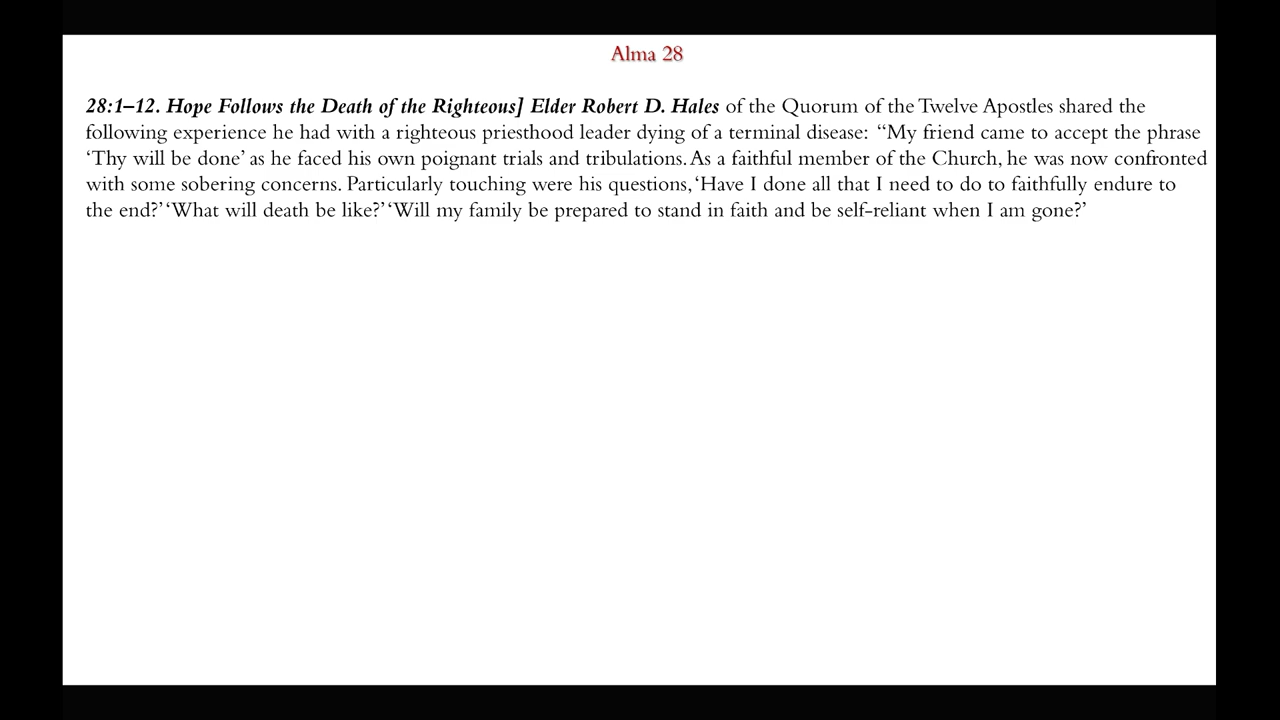 Alma 28
28:1–12. Hope Follows the Death of the Righteous] Elder Robert D. Hales of the Quorum of the Twelve Apostles shared the
following experience he had with a righteous priesthood leader dying of a terminal disease: “My friend came to accept the phrase
‘Thy will be done’ as he faced his own poignant trials and tribulations. As a faithful member of the Church, he was now confronted
with some sobering concerns. Particularly touching were his questions, ‘Have I done all that I need to do to faithfully endure to
the end?’ ‘What will death be like?’ ‘Will my family be prepared to stand in faith and be self-reliant when I am gone?’